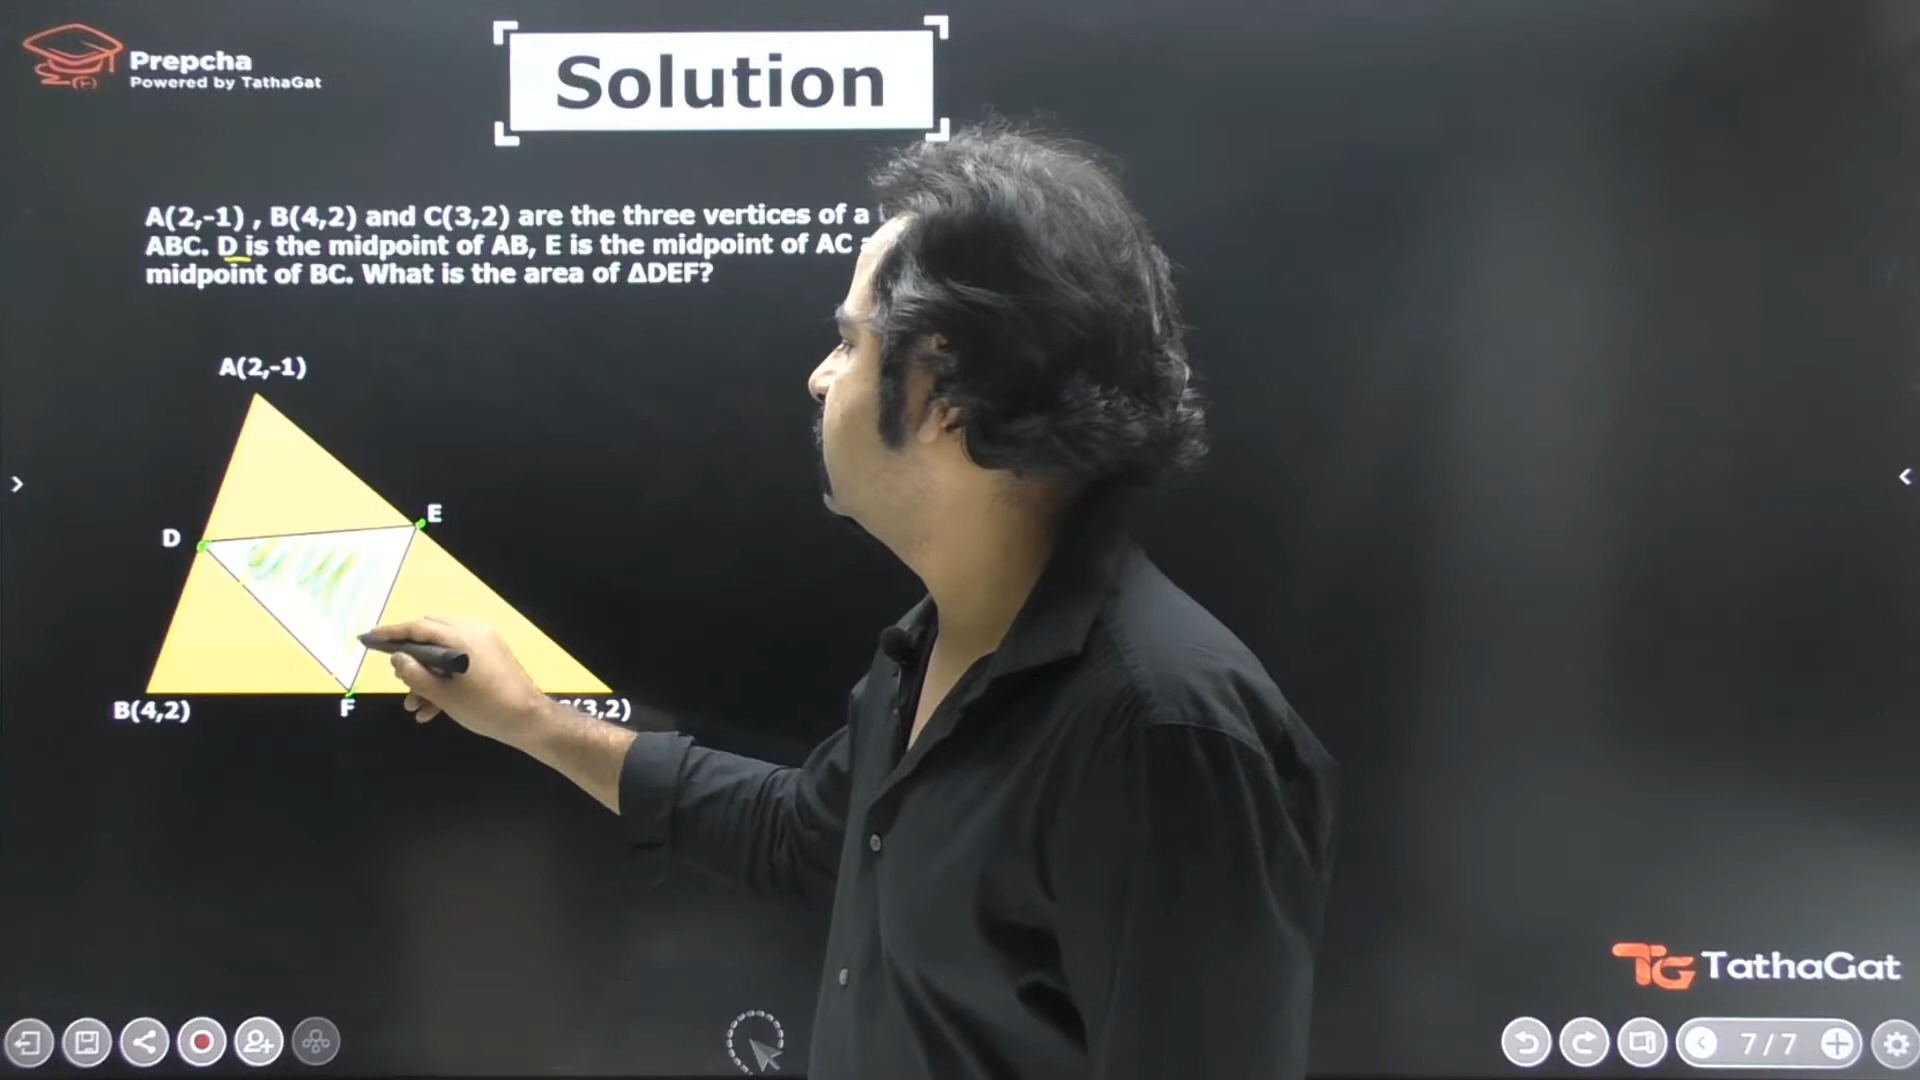 Prepcha
Powered by TathaGat
Solution
A(2,-1) , B(4,2) and C(3,2) are the three vertices of a
ABC. D is the midpoint of AB, E is the midpoint of AC
midpoint of BC. What is the area of ΔDEF?
A(2,-1)
E
D
B(4,2)
F
(3,2)
TG TathaGat
7/7